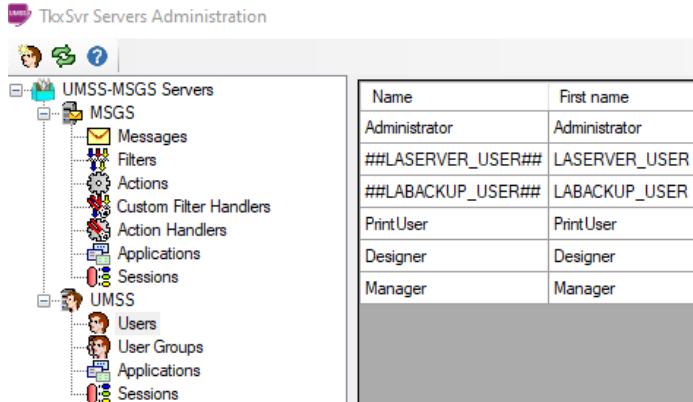 UMSS TkxSvr Servers Administration
UMSS-MSGS Servers
MSGS
Messages
Filters
Actions
Custom Filter Handlers
Action Handlers
Applications
Sessions
UMSS
Users
User Groups
Applications
Sessions
Name First name
Administrator Administrator
##LASERVER_USER## LASERVER_USER
##LABACKUP_USER## LABACKUP_USER
PrintUser PrintUser
Designer Designer
Manager Manager